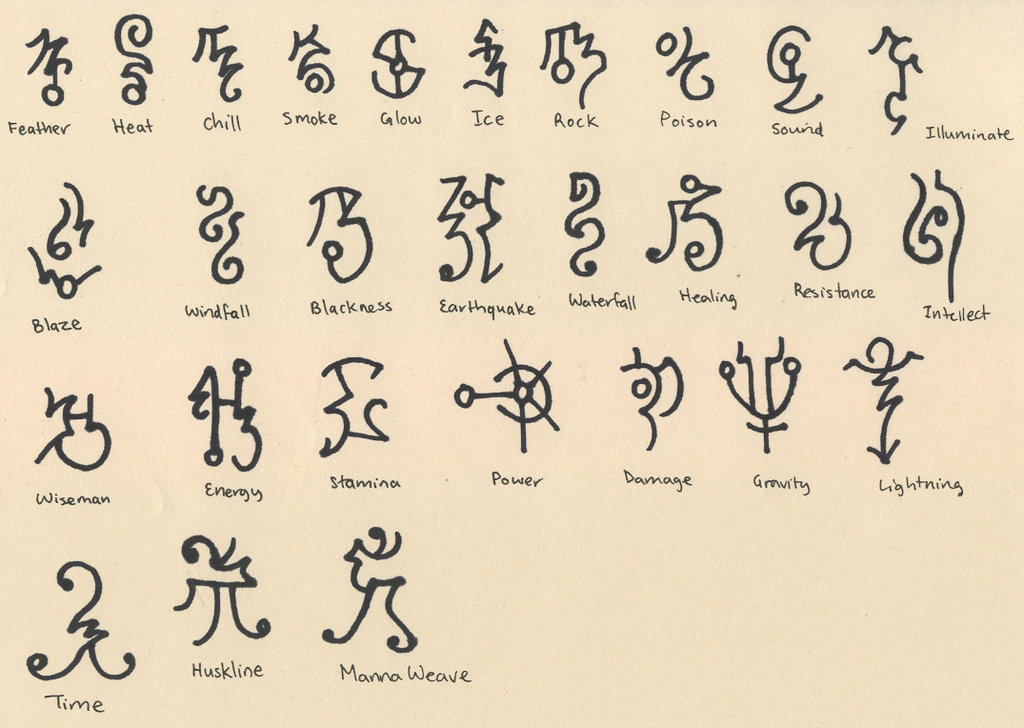 Feather Heat Chill Smoke Glow Ice Rock Poison Sound Illuminate
Blaze Windfall Blackness Earthquake Waterfall Healing Resistance Intellect
Wiseman Energy Stamina Power Damage Gravity Lightning
Time Huskline Manna Weave